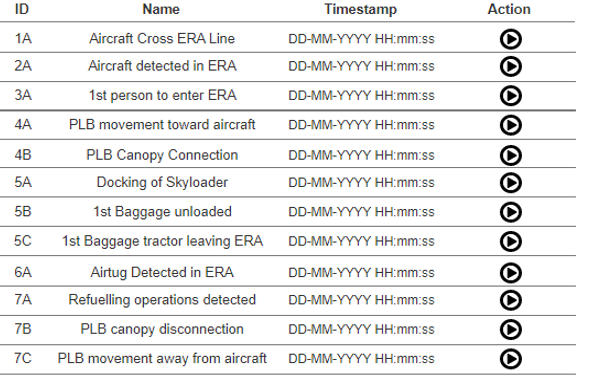 ID Name Timestamp Action
1A Aircraft Cross ERA Line DD-MM-YYYY HH:mm:ss
2A Aircraft detected in ERA DD-MM-YYYY HH:mm:ss
3A 1st person to enter ERA DD-MM-YYYY HH:mm:ss
4A PLB movement toward aircraft DD-MM-YYYY HH:mm:ss
4B PLB Canopy Connection DD-MM-YYYY HH:mm:ss
5A Docking of Skyloader DD-MM-YYYY HH:mm:ss
5B 1st Baggage unloaded DD-MM-YYYY HH:mm:ss
5C 1st Baggage tractor leaving ERA DD-MM-YYYY HH:mm:ss
6A Airtug Detected in ERA DD-MM-YYYY HH:mm:ss
7A Refuelling operations detected DD-MM-YYYY HH:mm:ss
7B PLB canopy disconnection DD-MM-YYYY HH:mm:ss
7C PLB movement away from aircraft DD-MM-YYYY HH:mm:ss